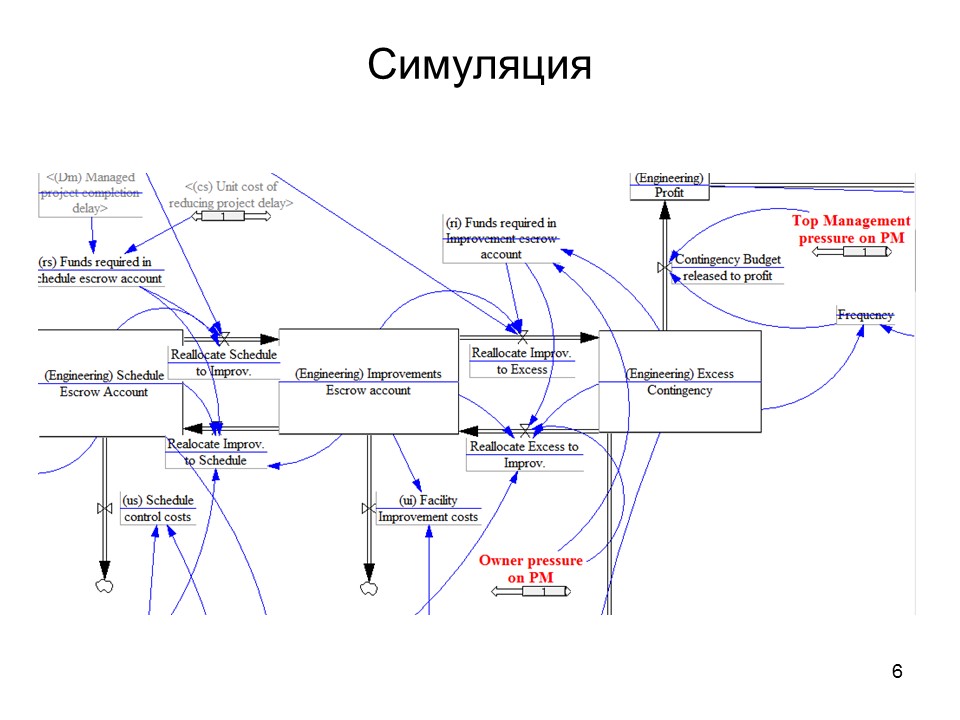 Симуляция
<(Dm) Managed
project completion
delay>
<(cs) Unit cost of
reducing project delay>
1
(Engineering)
Profit
Top Management
pressure on PM
1
(ri) Funds required in
Improvement escrow
account
(rs) Funds required in
chedule escrow account
Contingency Budget
released to profit
Frequency
Reallocate Schedule
to Improv.
Reallocate Improv.
to Excess
(Engineering) Schedule
Escrow Account
(Engineering) Improvements
Escrow account
(Engineering) Excess
Contingency
Realocate Improv.
to Schedule
Reallocate Excess to
Improv.
(us) Schedule
control costs
(ui) Facility
Improvement costs
Owner pressure
on PM
1
6